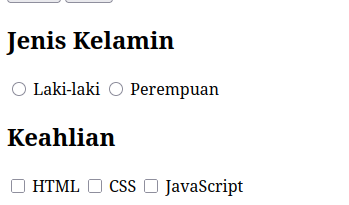 Jenis Kelamin
Laki-laki Perempuan
Keahlian
HTML CSS JavaScript